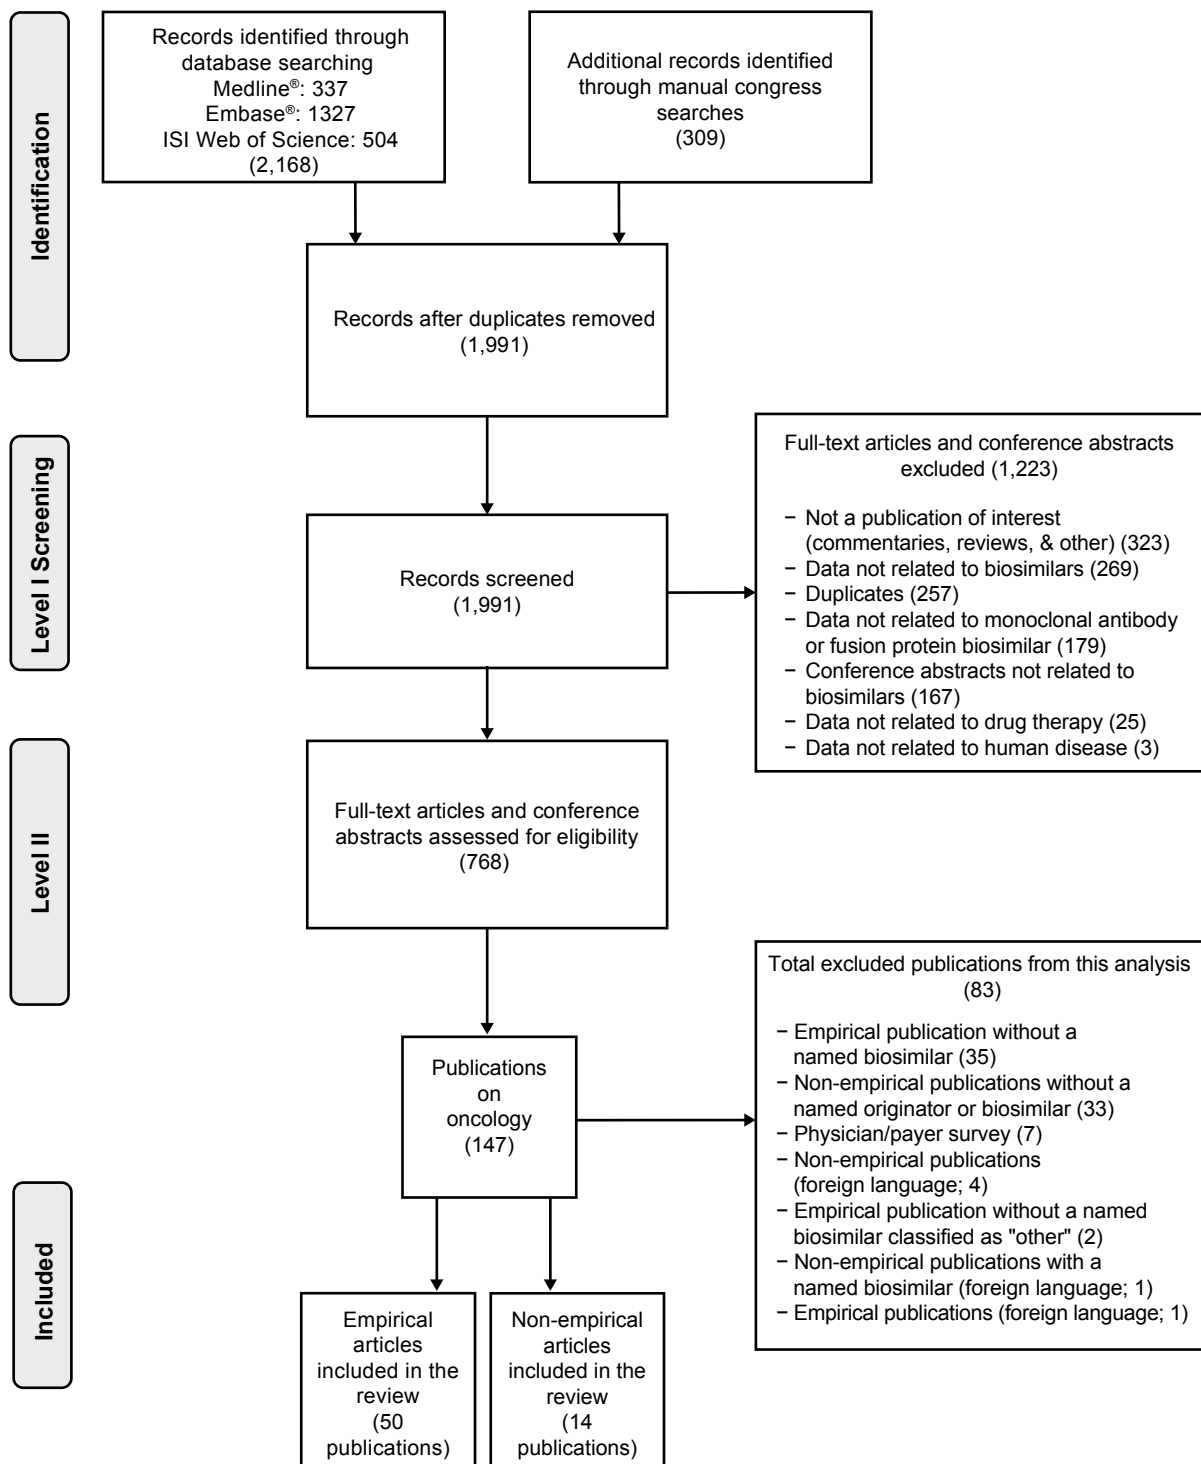 Identification
Records identified through
database searching
Medline®: 337
Embase®: 1327
ISI Web of Science: 504
(2,168)
Additional records identified
through manual congress
searches
(309)
Records after duplicates removed
(1,991)
Level I Screening
Records screened
(1,991)
Full-text articles and conference abstracts
excluded (1,223)
− Not a publication of interest
(commentaries, reviews, & other) (323)
− Data not related to biosimilars (269)
− Duplicates (257)
− Data not related to monoclonal antibody
or fusion protein biosimilar (179)
− Conference abstracts not related to
biosimilars (167)
− Data not related to drug therapy (25)
− Data not related to human disease (3)
Level II
Full-text articles and conference
abstracts assessed for eligibility
(768)
Publications
on
oncology
(147)
Total excluded publications from this analysis
(83)
− Empirical publication without a
named biosimilar (35)
− Non-empirical publications without a
named originator or biosimilar (33)
− Physician/payer survey (7)
− Non-empirical publications
(foreign language; 4)
− Empirical publication without a named
biosimilar classified as "other" (2)
− Non-empirical publications with a
named biosimilar (foreign language; 1)
− Empirical publications (foreign language; 1)
Included
Empirical
articles
included in the
review
(50
publications)
Non-empirical
articles
included in the
review
(14
publications)